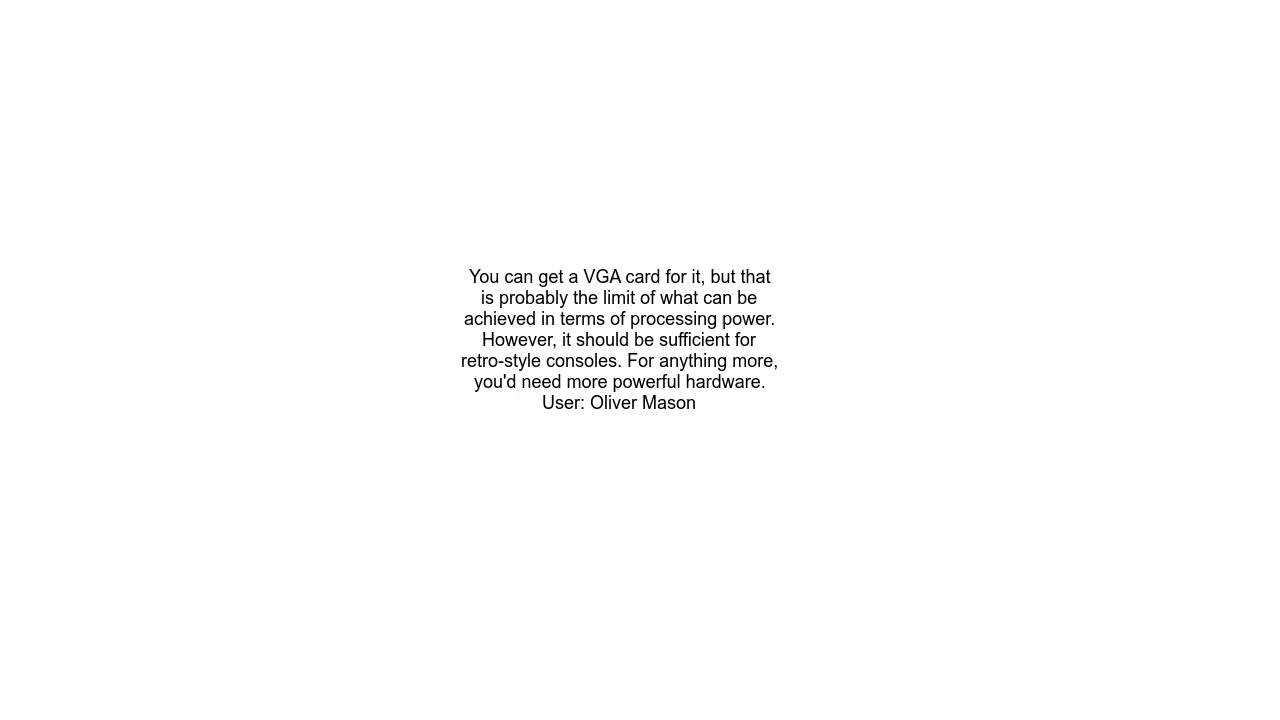 You can get a VGA card for it, but that
is probably the limit of what can be
achieved in terms of processing power.
However, it should be sufficient for
retro-style consoles. For anything more,
you'd need more powerful hardware.
User: Oliver Mason